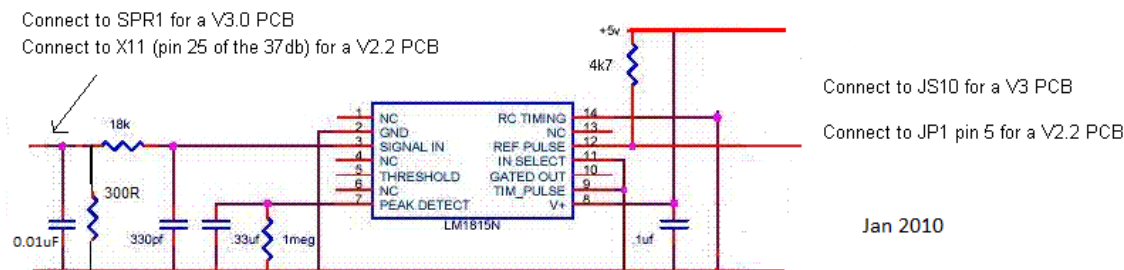 Connect to SPR1 for a V3.0 PCB
Connect to X11 (pin 25 of the 37db) for a V2.2 PCB
+5v
4k7
Connect to JS10 for a V3 PCB
Connect to JP1 pin 5 for a V2.2 PCB
18k
300R
0.01uF
330pf
.33uf
1meg
1 NC
2 GND
3 SIGNAL IN
4 NC
5 THRESHOLD
6 NC
7 PEAK DETECT
RC TIMING 14
NC 13
REF PULSE 12
IN SELECT 11
GATED OUT 10
TIM_PULSE 9
V+ 8
LM1815N
.1uf
Jan 2010